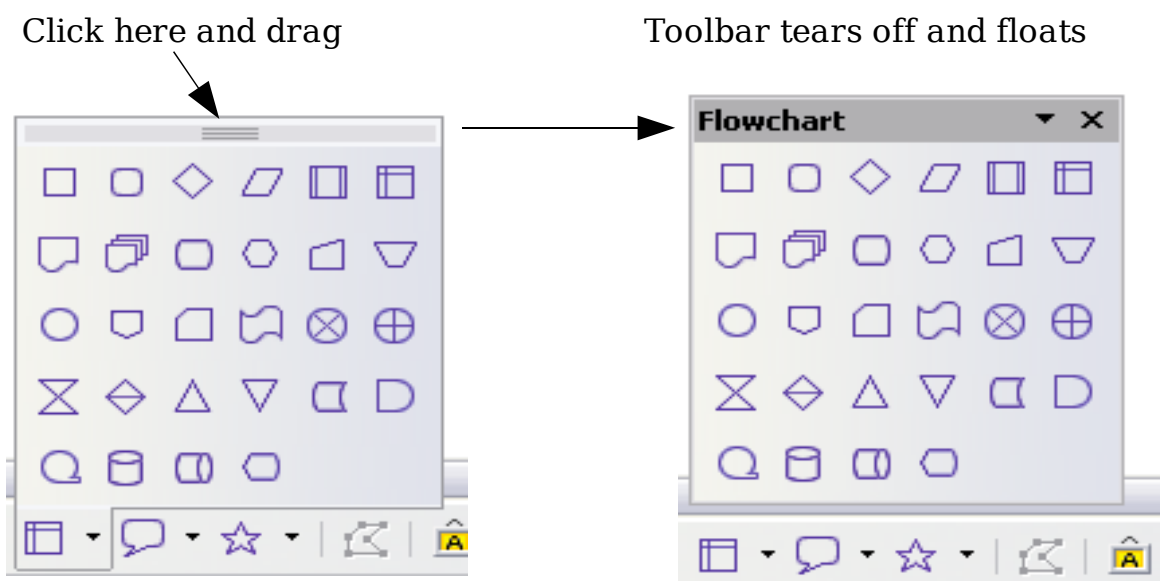 Click here and drag
Toolbar tears off and floats
Flowchart
A
A